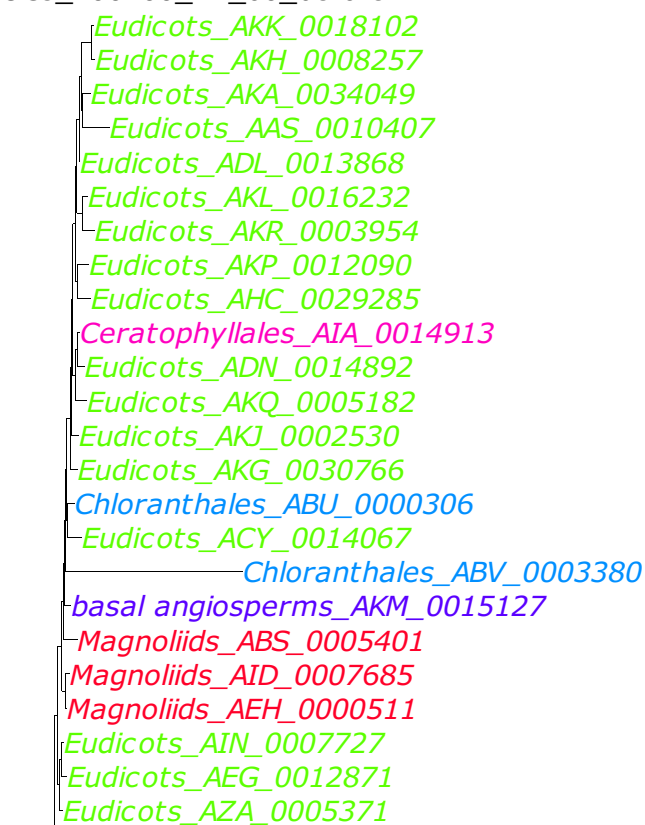 Eudicots_AKK_0018102
Eudicots_AKH_0008257
Eudicots_AKA_0034049
Eudicots_AAS_0010407
Eudicots_ADL_0013868
Eudicots_AKL_0016232
Eudicots_AKR_0003954
Eudicots_AKP_0012090
Eudicots_AHC_0029285
Ceratophyllales_AIA_0014913
Eudicots_ADN_0014892
Eudicots_AKQ_0005182
Eudicots_AKJ_0002530
Eudicots_AKG_0030766
Chloranthales_ABU_0000306
Eudicots_ACY_0014067
Chloranthales_ABV_0003380
basal angiosperms_AKM_0015127
Magnoliids_ABS_0005401
Magnoliids_AID_0007685
Magnoliids_AEH_0000511
Eudicots_AIN_0007727
Eudicots_AEG_0012871
Eudicots_AZA_0005371